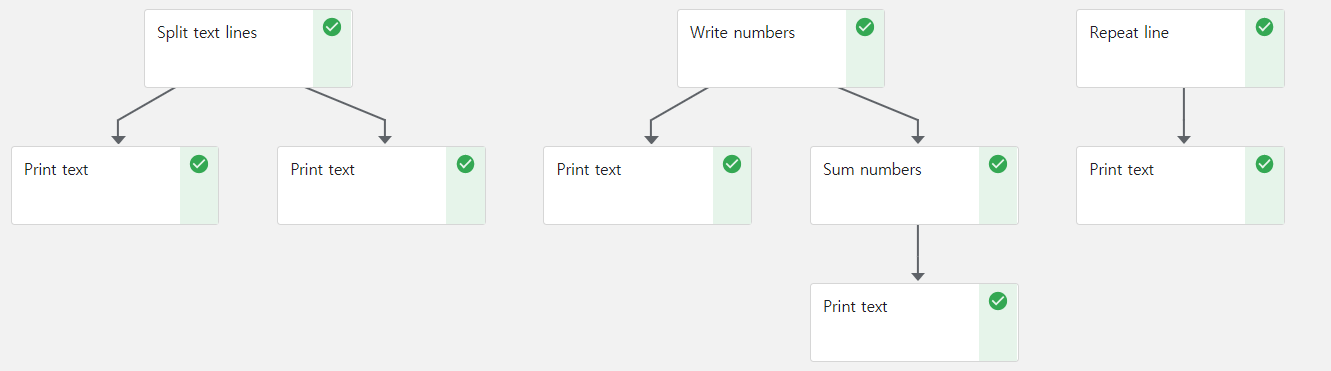 Split text lines
Write numbers
Repeat line
Print text
Print text
Print text
Sum numbers
Print text
Print text